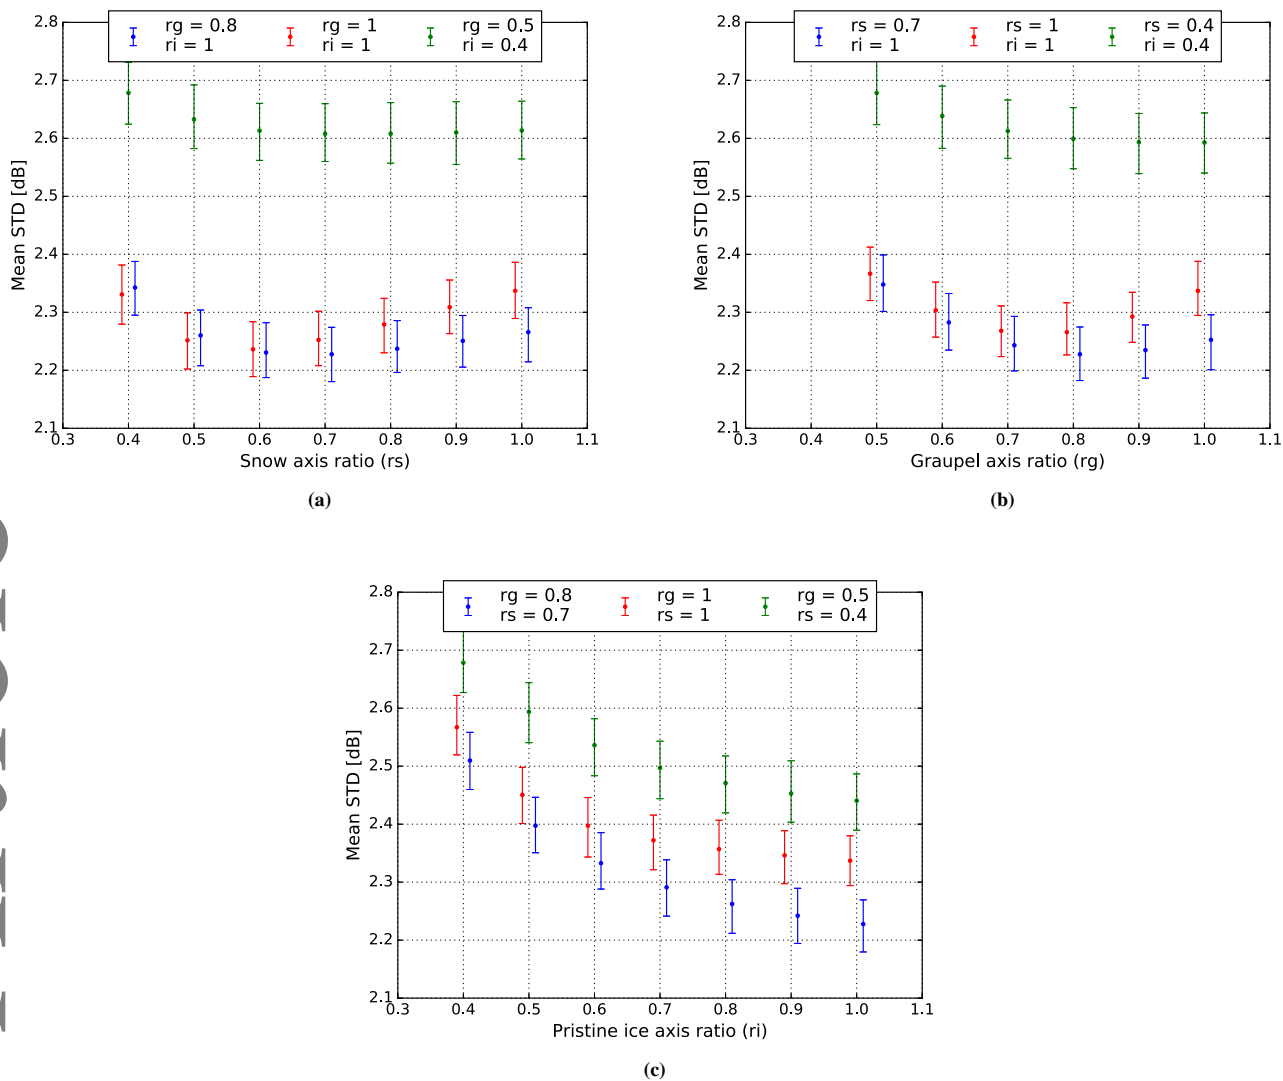 rg = 0.8 rg = 1 rg = 0.5
ri = 1 ri = 1 ri = 0.4
2.8
2.7
2.6
2.5
2.4
2.3
2.2
2.1
Mean STD [dB]
0.3 0.4 0.5 0.6 0.7 0.8 0.9 1.0 1.1
Snow axis ratio (rs)
(a)
rs = 0.7 rs = 1 rs = 0.4
ri = 1 ri = 1 ri = 0.4
2.8
2.7
2.6
2.5
2.4
2.3
2.2
2.1
Mean STD [dB]
0.3 0.4 0.5 0.6 0.7 0.8 0.9 1.0 1.1
Graupel axis ratio (rg)
(b)
rg = 0.8 rg = 1 rg = 0.5
rs = 0.7 rs = 1 rs = 0.4
2.8
2.7
2.6
2.5
2.4
2.3
2.2
2.1
Mean STD [dB]
0.3 0.4 0.5 0.6 0.7 0.8 0.9 1.0 1.1
Pristine ice axis ratio (ri)
(c)